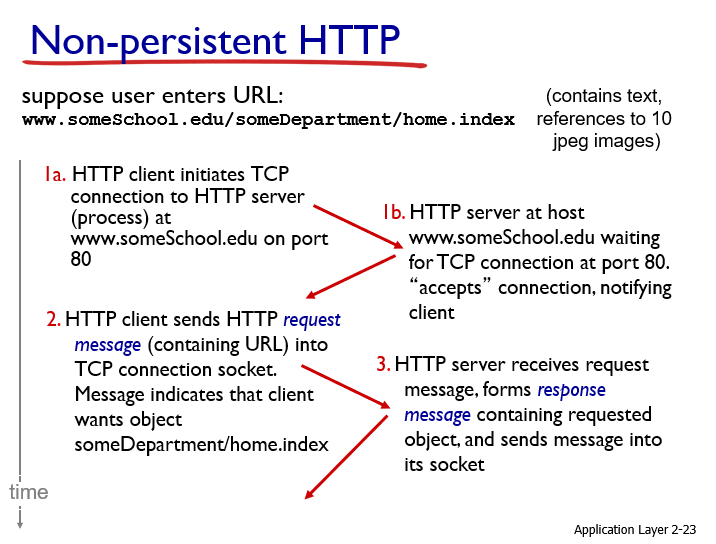 Non-persistent HTTP
suppose user enters URL:
www.someSchool.edu/someDepartment/home.index
(contains text,
references to 10
jpeg images)
1a. HTTP client initiates TCP
connection to HTTP server
(process) at
www.someSchool.edu on port
80
1b. HTTP server at host
www.someSchool.edu waiting
for TCP connection at port 80.
“accepts” connection, notifying
client
2. HTTP client sends HTTP request
message (containing URL) into
TCP connection socket.
Message indicates that client
wants object
someDepartment/home.index
3. HTTP server receives request
message, forms response
message containing requested
object, and sends message into
its socket
time
Application Layer 2-23